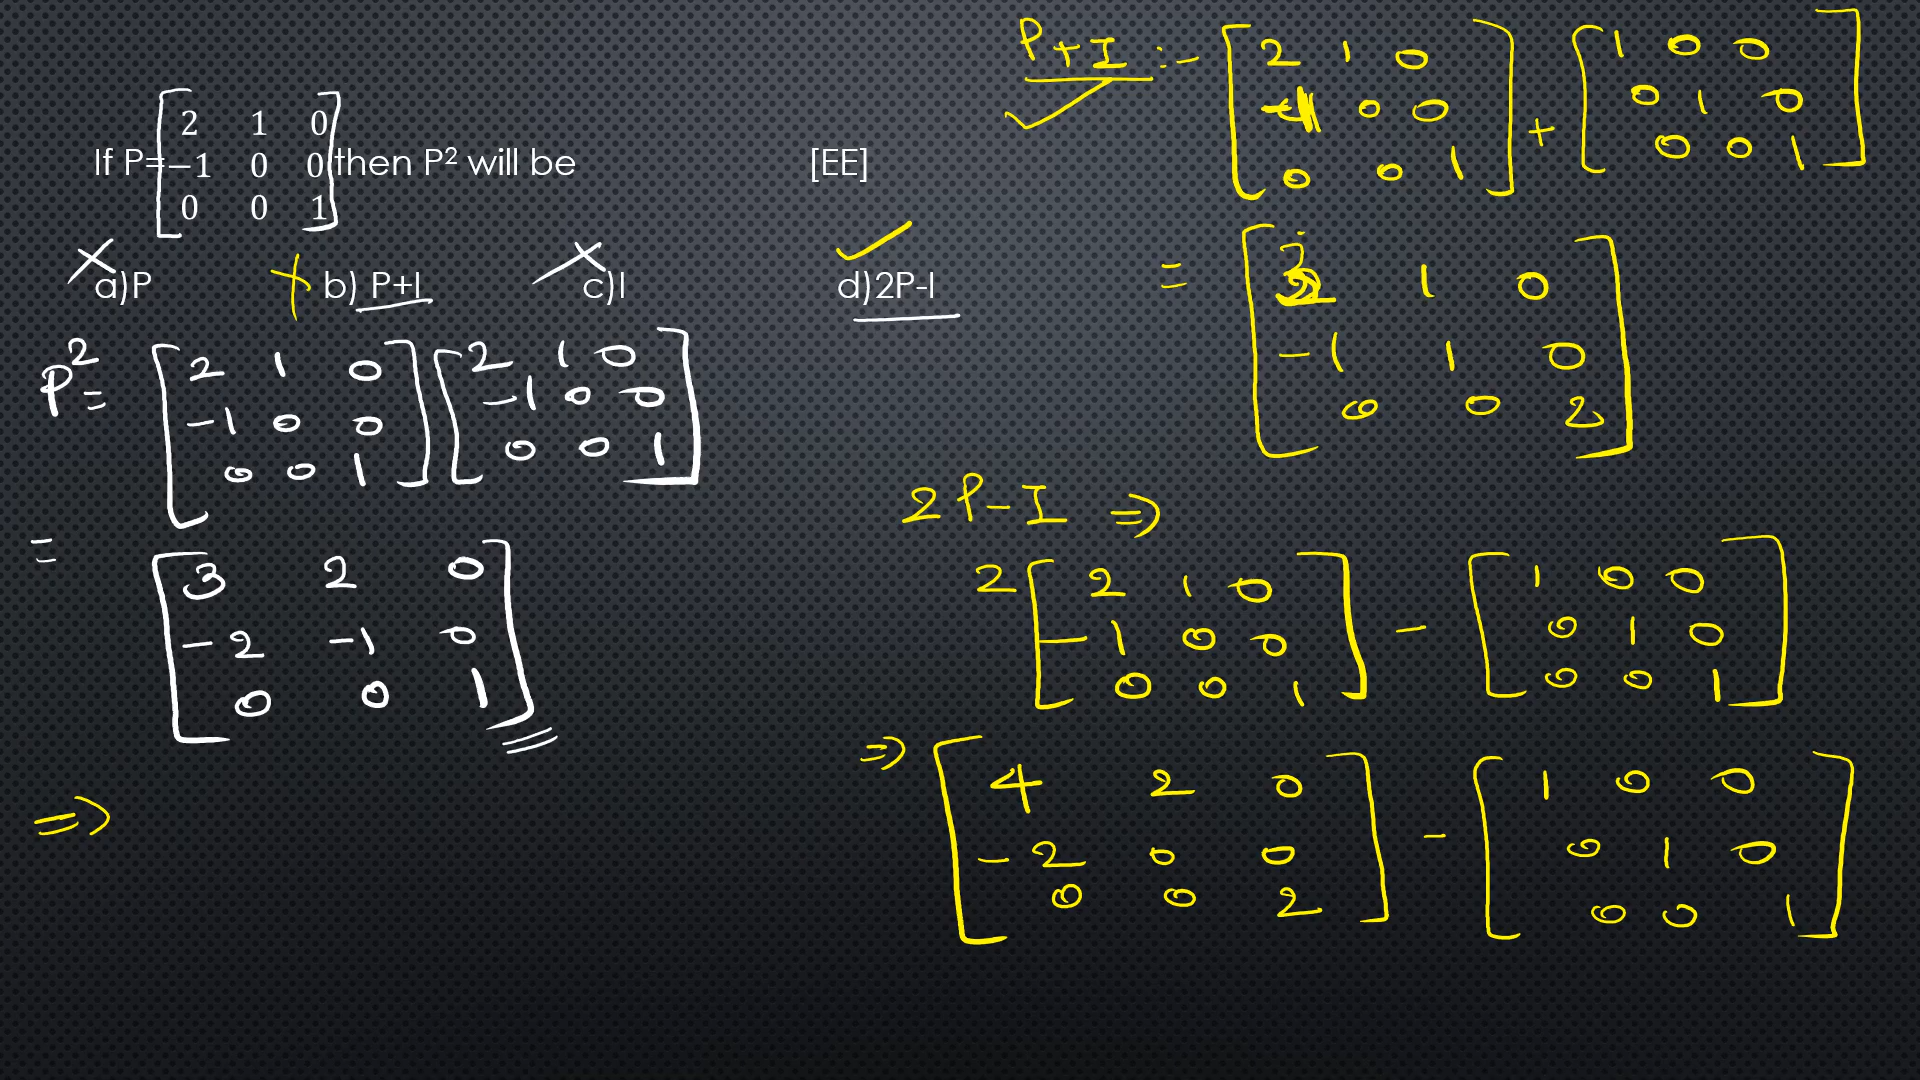 2 1 0
If P= −1 0 0 then P² will be [EE]
0 0 1
a)P b) P+I c)I d)2P-I
P² =
2 1 0
-1 0 0
0 0 1
2 1 0
-1 0 0
0 0 1
=
3 2 0
-2 -1 0
0 0 1
⇒
P+I :-
2 1 0
0 0
0 0 1
+
1 0 0
0 1 0
0 0 1
=
3 1 0
-1 1 0
0 0 2
2P-I ⇒
2
2 1 0
-1 0 0
0 0 1
-
1 0 0
0 1 0
0 0 1
⇒
4 2 0
-2 0 0
0 0 2
-
1 0 0
0 1 0
0 0 1